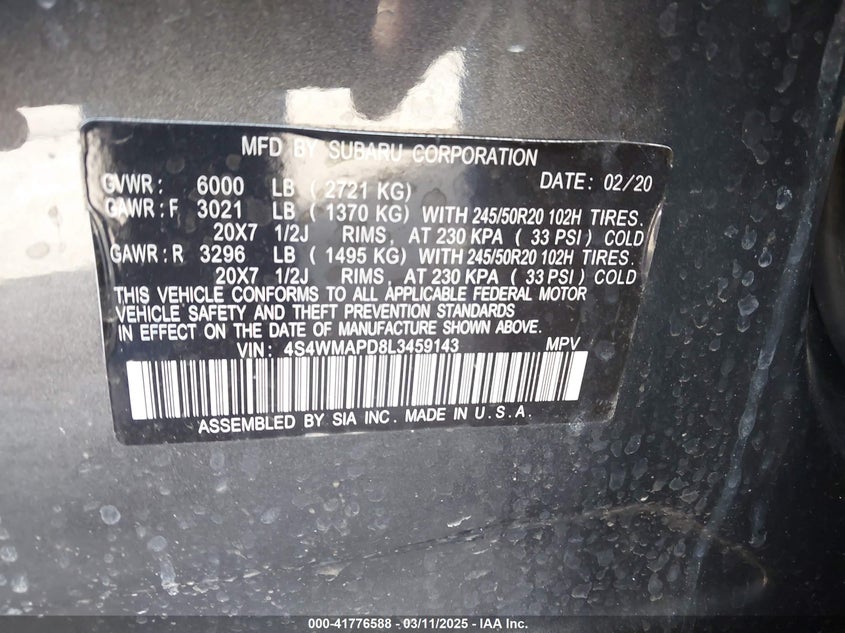 MFD BY SUBARU CORPORATION
GVWR: 6000 LB ( 2721 KG) DATE: 02/20
GAWR: F 3021 LB ( 1370 KG) WITH 245/50R20 102H TIRES.
20X7 1/2J RIMS, AT 230 KPA ( 33 PSI) COLD
GAWR: R 3296 LB ( 1495 KG) WITH 245/50R20 102H TIRES.
20X7 1/2J RIMS, AT 230 KPA ( 33 PSI) COLD
THIS VEHICLE CONFORMS TO ALL APPLICABLE FEDERAL MOTOR
VEHICLE SAFETY AND THEFT PREVENTION STANDARDS
IN EFFECT ON THE DATE OF MANUFACTURE SHOWN ABOVE.
VIN: 4S4WMAPD8L3459143 MPV
ASSEMBLED BY SIA INC. MADE IN U.S.A.
000-41776588 - 03/11/2025 - IAA Inc.